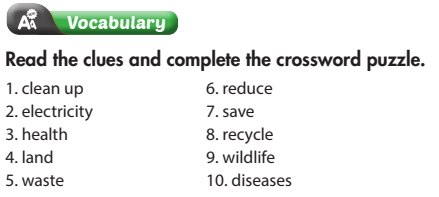 Vocabulary
Read the clues and complete the crossword puzzle.
1. clean up
2. electricity
3. health
4. land
5. waste
6. reduce
7. save
8. recycle
9. wildlife
10. diseases